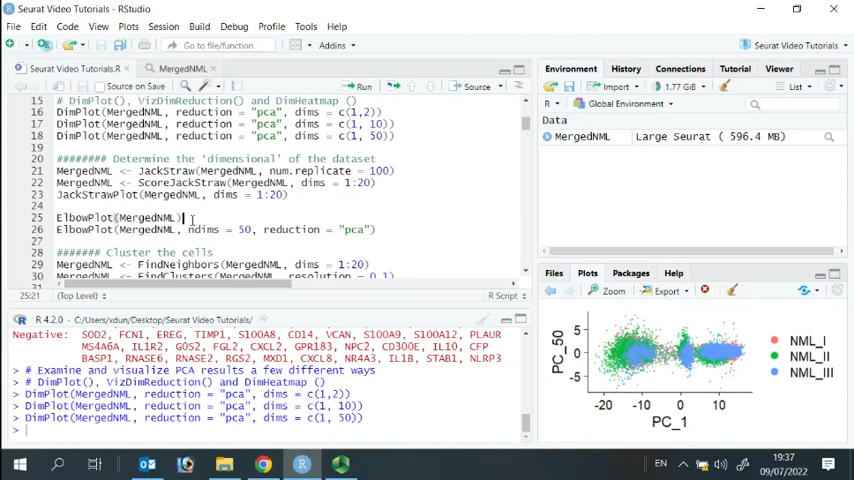 Seurat Video Tutorials - RStudio
File Edit Code View Plots Session Build Debug Profile Tools Help
Go to file/function
Addins
Seurat Video Tutorials
Seurat Video Tutorials.R
MergedNML
Run
Source
15 # DimPlot(), VizDimReduction() and DimHeatmap ()
16 DimPlot(MergedNML, reduction = "pca", dims = c(1,2))
17 DimPlot(MergedNML, reduction = "pca", dims = c(1, 10))
18 DimPlot(MergedNML, reduction = "pca", dims = c(1, 50))
19
20 ######## Determine the 'dimensional' of the dataset
21 MergedNML <- JackStraw(MergedNML, num.replicate = 100)
22 MergedNML <- ScoreJackStraw(MergedNML, dims = 1:20)
23 JackStrawPlot(MergedNML, dims = 1:20)
24
25 ElbowPlot(MergedNML)
26 ElbowPlot(MergedNML, ndims = 50, reduction = "pca")
27
28 ####### Cluster the cells
29 MergedNML <- FindNeighbors(MergedNML, dims = 1:20)
30 MergedNML <- FindClusters(MergedNML, resolution = 0.1)
25:21 (Top Level) R Script
R 4.2.0 · C:/Users/xdun/Desktop/Seurat Video Tutorials/
Negative: SOD2, FCN1, EREG, TIMP1, S100A8, CD14, VCAN, S100A9, S100A12, PLAUR
MS4A6A, IL1R2, GOS2, FGL2, CXCL2, GPR183, NPC2, CD300E, IL10, CFP
BASP1, RNASE6, RNASE2, RGS2, MXD1, CXCL8, NR4A3, IL1B, STAB1, NLRP3
> # Examine and visualize PCA results a few different ways
> # DimPlot(), VizDimReduction() and DimHeatmap ()
> DimPlot(MergedNML, reduction = "pca", dims = c(1,2))
> DimPlot(MergedNML, reduction = "pca", dims = c(1, 10))
> DimPlot(MergedNML, reduction = "pca", dims = c(1, 50))
>
Environment History Connections Tutorial Viewer
Import 1.77 GiB List
R Global Environment
Data
MergedNML Large Seurat ( 596.4 MB)
Files Plots Packages Help
Zoom Export
PC_50
5
0
-5
-20 -10 0 10
PC_1
NML_I
NML_II
NML_III
EN
19:37
09/07/2022